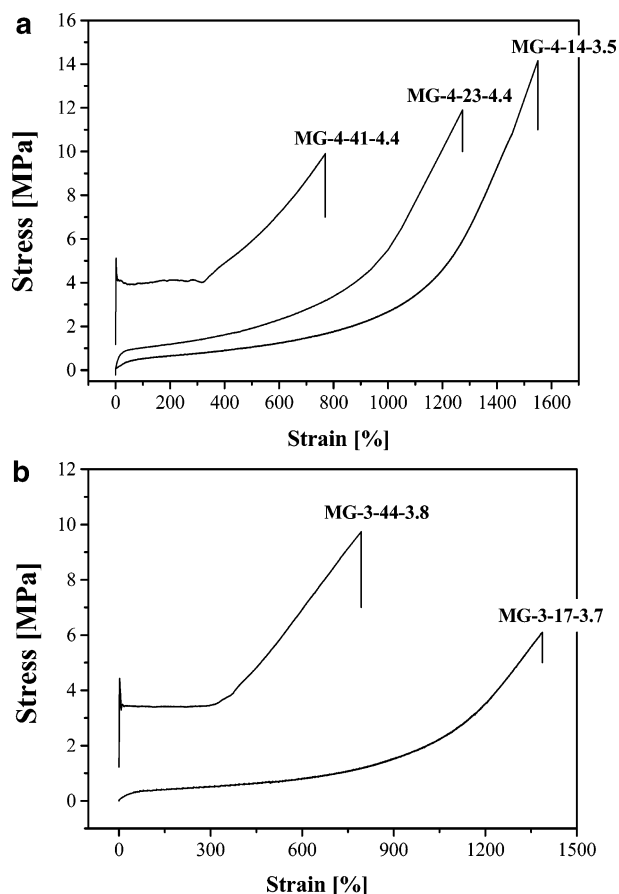 a
16
MG-4-14-3.5
14
MG-4-23-4.4
12
MG-4-41-4.4
10
8
6
4
2
0
Stress [MPa]
0 200 400 600 800 1000 1200 1400 1600
Strain [%]
b
12
MG-3-44-3.8
10
8
MG-3-17-3.7
6
4
2
0
Stress [MPa]
0 300 600 900 1200 1500
Strain [%]